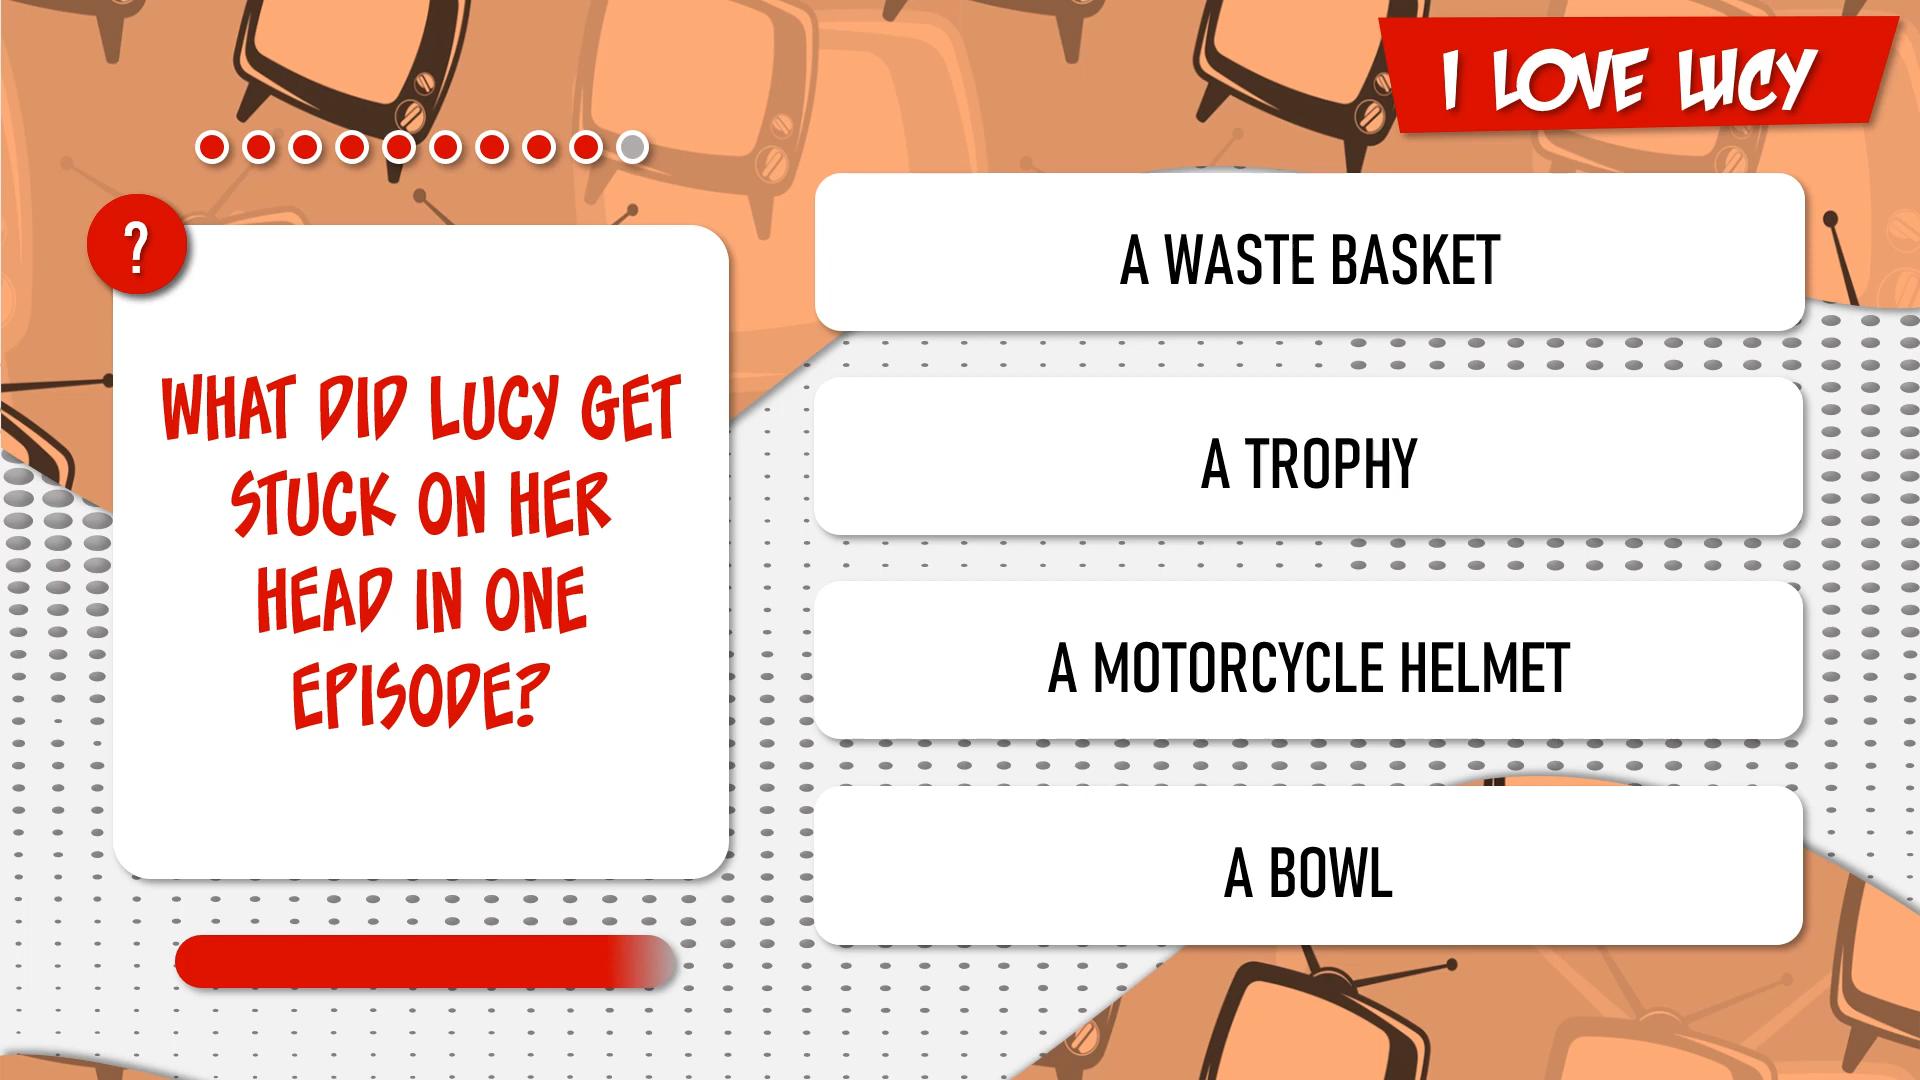 I LOVE LUCY
?
WHAT DID LUCY GET
STUCK ON HER
HEAD IN ONE
EPISODE?
A WASTE BASKET
A TROPHY
A MOTORCYCLE HELMET
A BOWL